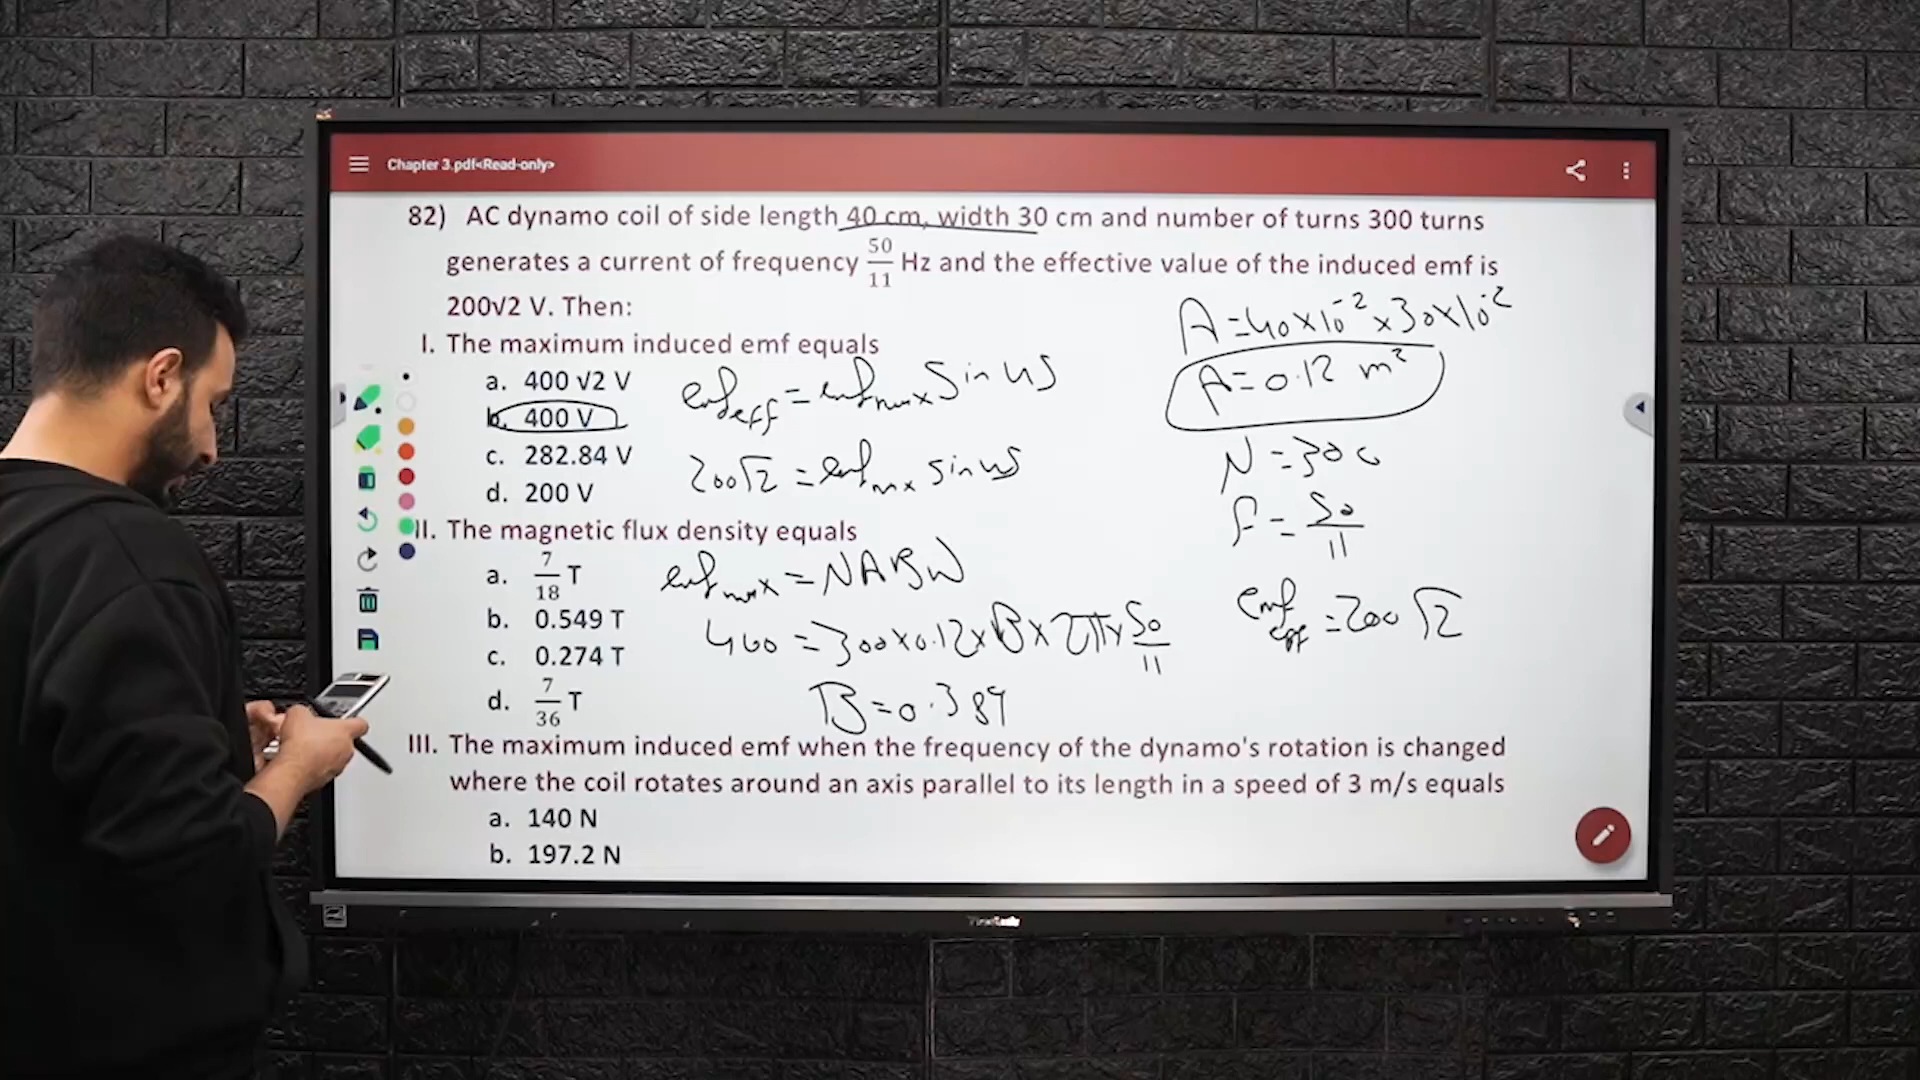 Chapter 3.pdf<Read-only>
82) AC dynamo coil of side length 40 cm, width 30 cm and number of turns 300 turns
generates a current of frequency 50/11 Hz and the effective value of the induced emf is
200√2 V. Then:
A=40×10⁻²×30×10⁻²
I. The maximum induced emf equals
A=0.12 m²
a. 400 √2 V
emf eff = emf max Sin 45
b. 400 V
c. 282.84 V
200√2 = emf max sin 45
N=300
d. 200 V
F = 50/11
II. The magnetic flux density equals
a. 7/18 T
emf max = NABW
b. 0.549 T
400 = 300×0.12×B×2π×50/11
emf eff = 200√2
c. 0.274 T
d. 7/36 T
B=0.389
III. The maximum induced emf when the frequency of the dynamo's rotation is changed
where the coil rotates around an axis parallel to its length in a speed of 3 m/s equals
a. 140 N
b. 197.2 N
ViewSonic